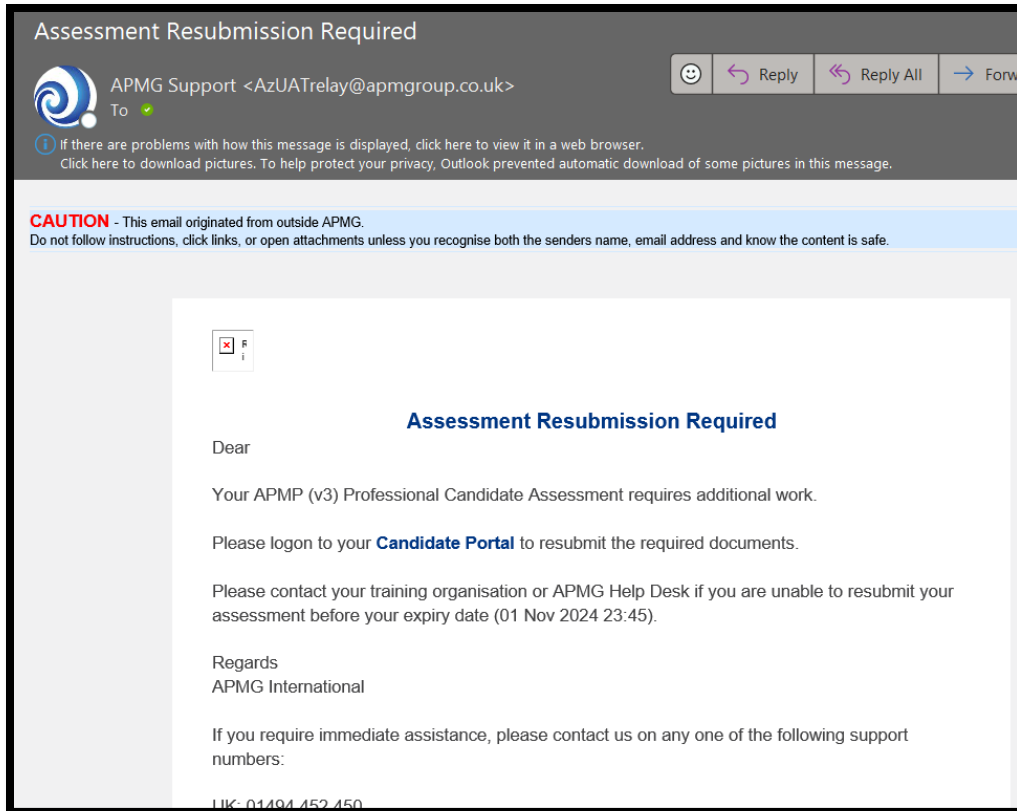 Assessment Resubmission Required
APMG Support <AzUATrelay@apmgroup.co.uk>
To
Reply
Reply All
Forw
If there are problems with how this message is displayed, click here to view it in a web browser.
Click here to download pictures. To help protect your privacy, Outlook prevented automatic download of some pictures in this message.
CAUTION - This email originated from outside APMG.
Do not follow instructions, click links, or open attachments unless you recognise both the senders name, email address and know the content is safe.
Assessment Resubmission Required
Dear
Your APMP (v3) Professional Candidate Assessment requires additional work.
Please logon to your Candidate Portal to resubmit the required documents.
Please contact your training organisation or APMG Help Desk if you are unable to resubmit your
assessment before your expiry date (01 Nov 2024 23:45).
Regards
APMG International
If you require immediate assistance, please contact us on any one of the following support
numbers:
UK: 01494 452 450